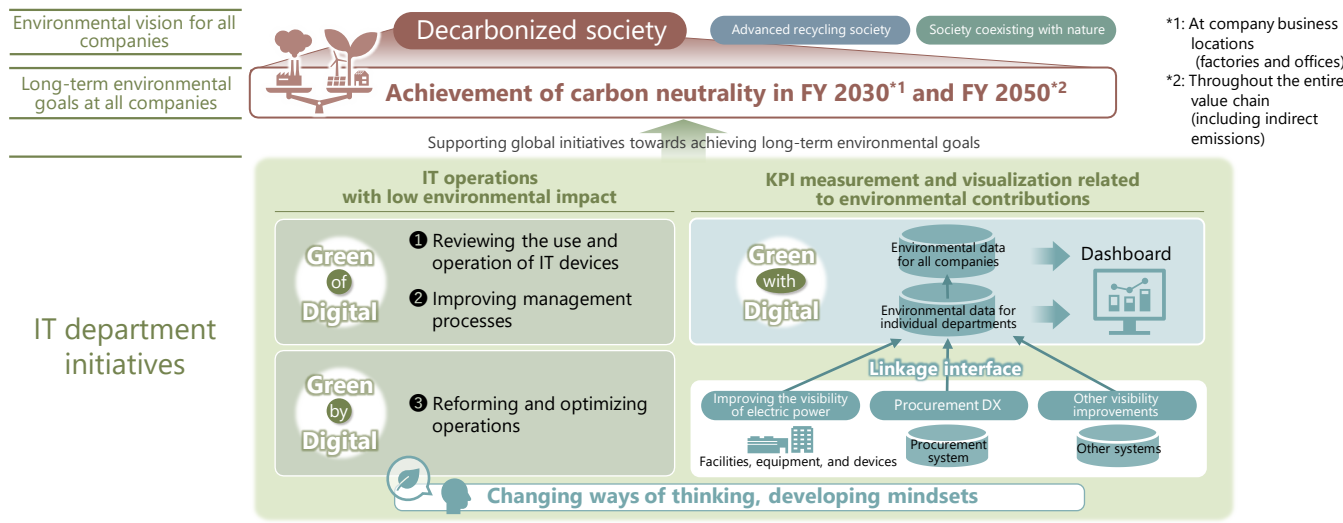 Environmental vision for all
companies
Decarbonized society
Advanced recycling society
Society coexisting with nature
*1: At company business
locations
(factories and offices)
*2: Throughout the entire
value chain
(including indirect
emissions)
Long-term environmental
goals at all companies
Achievement of carbon neutrality in FY 2030*1 and FY 2050*2
Supporting global initiatives towards achieving long-term environmental goals
IT department
initiatives
IT operations
with low environmental impact
Green
of
Digital
❶ Reviewing the use and
operation of IT devices
❷ Improving management
processes
Green
by
Digital
❸ Reforming and optimizing
operations
KPI measurement and visualization related
to environmental contributions
Green
with
Digital
Environmental data
for all companies
Dashboard
Environmental data for
individual departments
Linkage interface
Improving the visibility
of electric power
Procurement DX
Other visibility
improvements
Facilities, equipment, and devices
Procurement
system
Other systems
Changing ways of thinking, developing mindsets